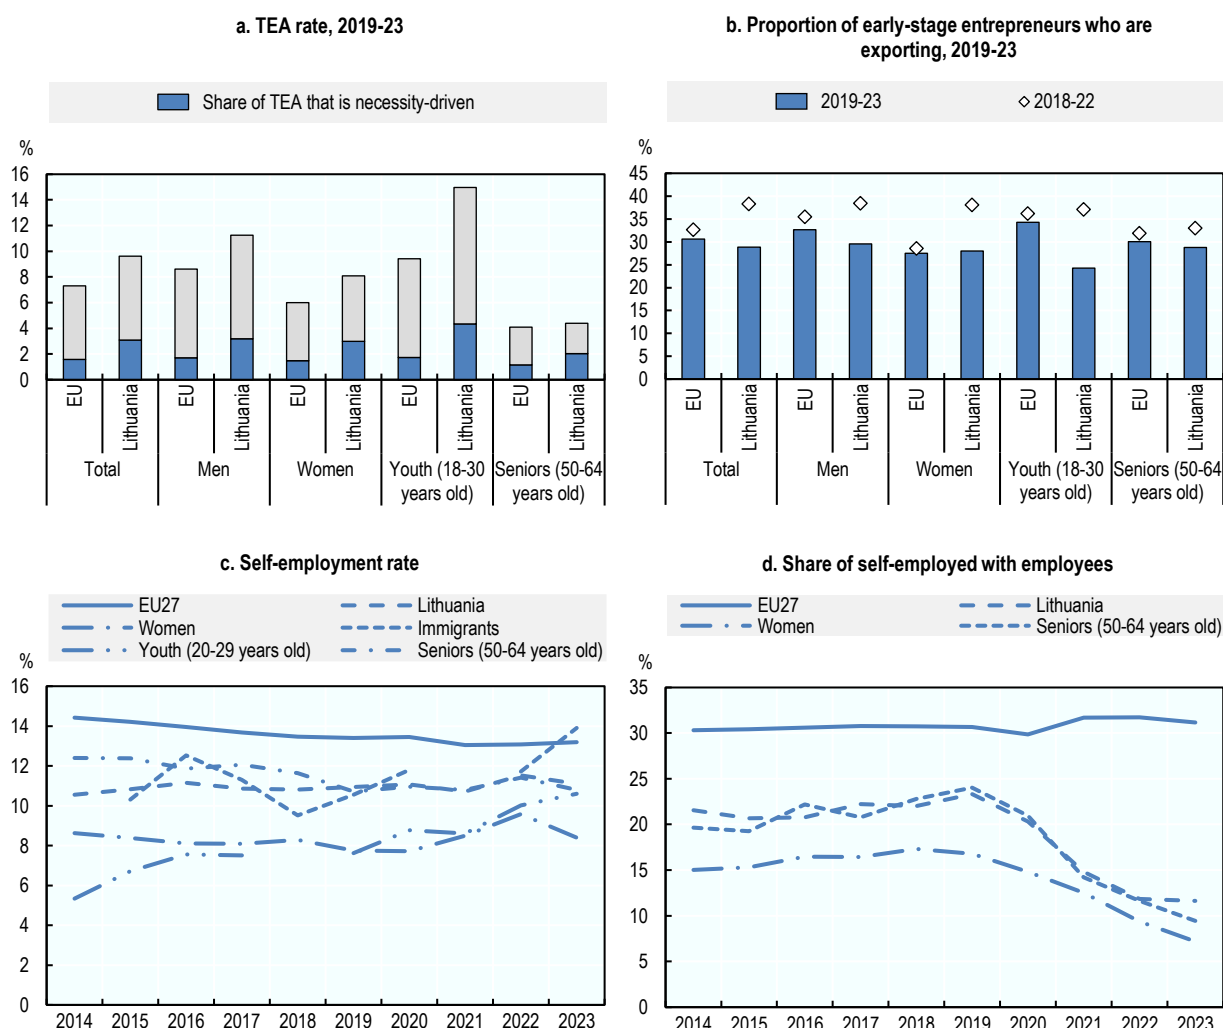 a. TEA rate, 2019-23
Share of TEA that is necessity-driven
%
16
14
12
10
8
6
4
2
0
EU
Lithuania
EU
Lithuania
EU
Lithuania
EU
Lithuania
EU
Lithuania
Total
Men
Women
Youth (18-30
years old)
Seniors (50-64
years old)
b. Proportion of early-stage entrepreneurs who are
exporting, 2019-23
2019-23
2018-22
%
45
40
35
30
25
20
15
10
5
0
EU
Lithuania
EU
Lithuania
EU
Lithuania
EU
Lithuania
EU
Lithuania
Total
Men
Women
Youth (18-30
years old)
Seniors (50-64
years old)
c. Self-employment rate
EU27
Lithuania
Women
Immigrants
Youth (20-29 years old)
Seniors (50-64 years old)
%
16
14
12
10
8
6
4
2
0
2014 2015 2016 2017 2018 2019 2020 2021 2022 2023
d. Share of self-employed with employees
EU27
Lithuania
Women
Seniors (50-64 years old)
%
35
30
25
20
15
10
5
0
2014 2015 2016 2017 2018 2019 2020 2021 2022 2023